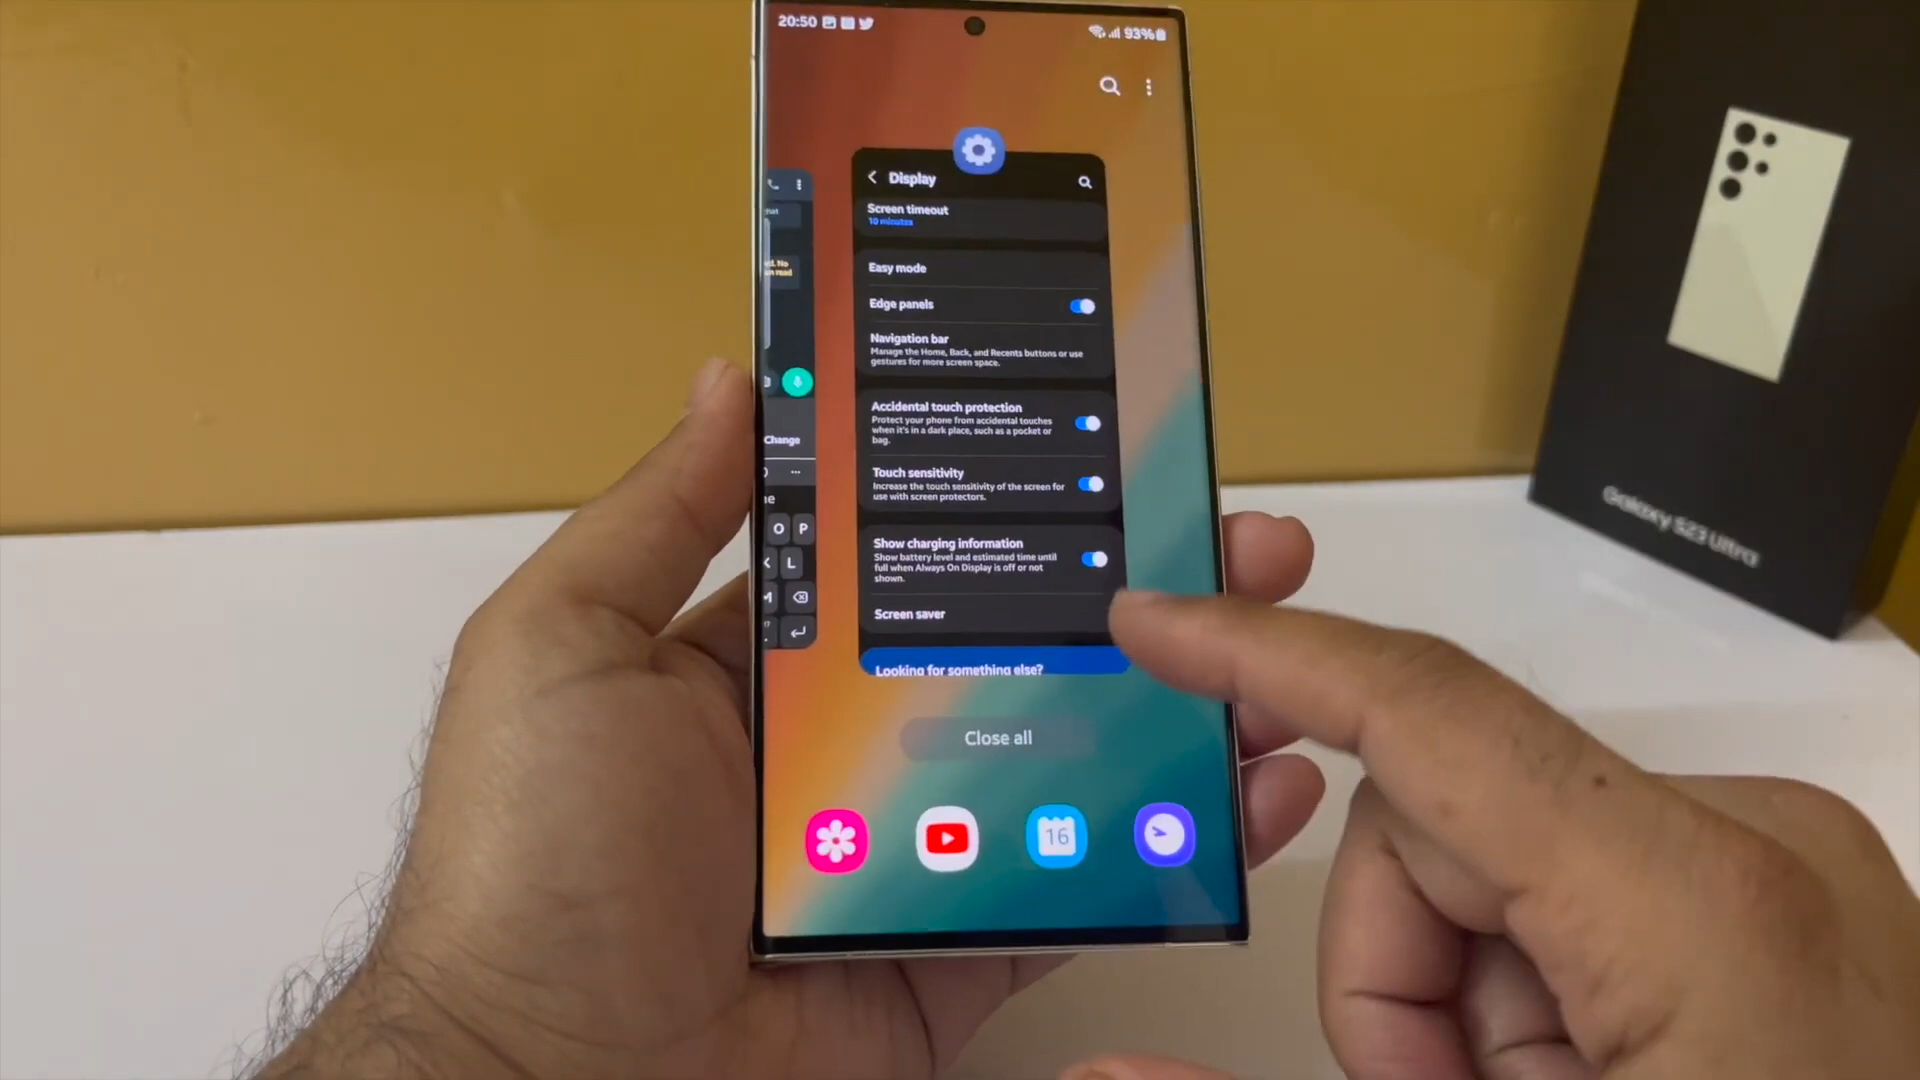 20:50
93%
Display
Screen timeout
10 minutes
Easy mode
Edge panels
Navigation bar
Manage the Home, Back, and Recents buttons or use
gestures for more screen space.
Accidental touch protection
Protect your phone from accidental touches
when it's in a dark place, such as a pocket or
bag.
Touch sensitivity
Increase the touch sensitivity of the screen for
use with screen protectors.
Show charging information
Show battery level and estimated time until
full when Always On Display is off or not
shown.
Screen saver
Looking for something else?
Close all
16
No
read
Change
O P
L
Galaxy S23 Ultra